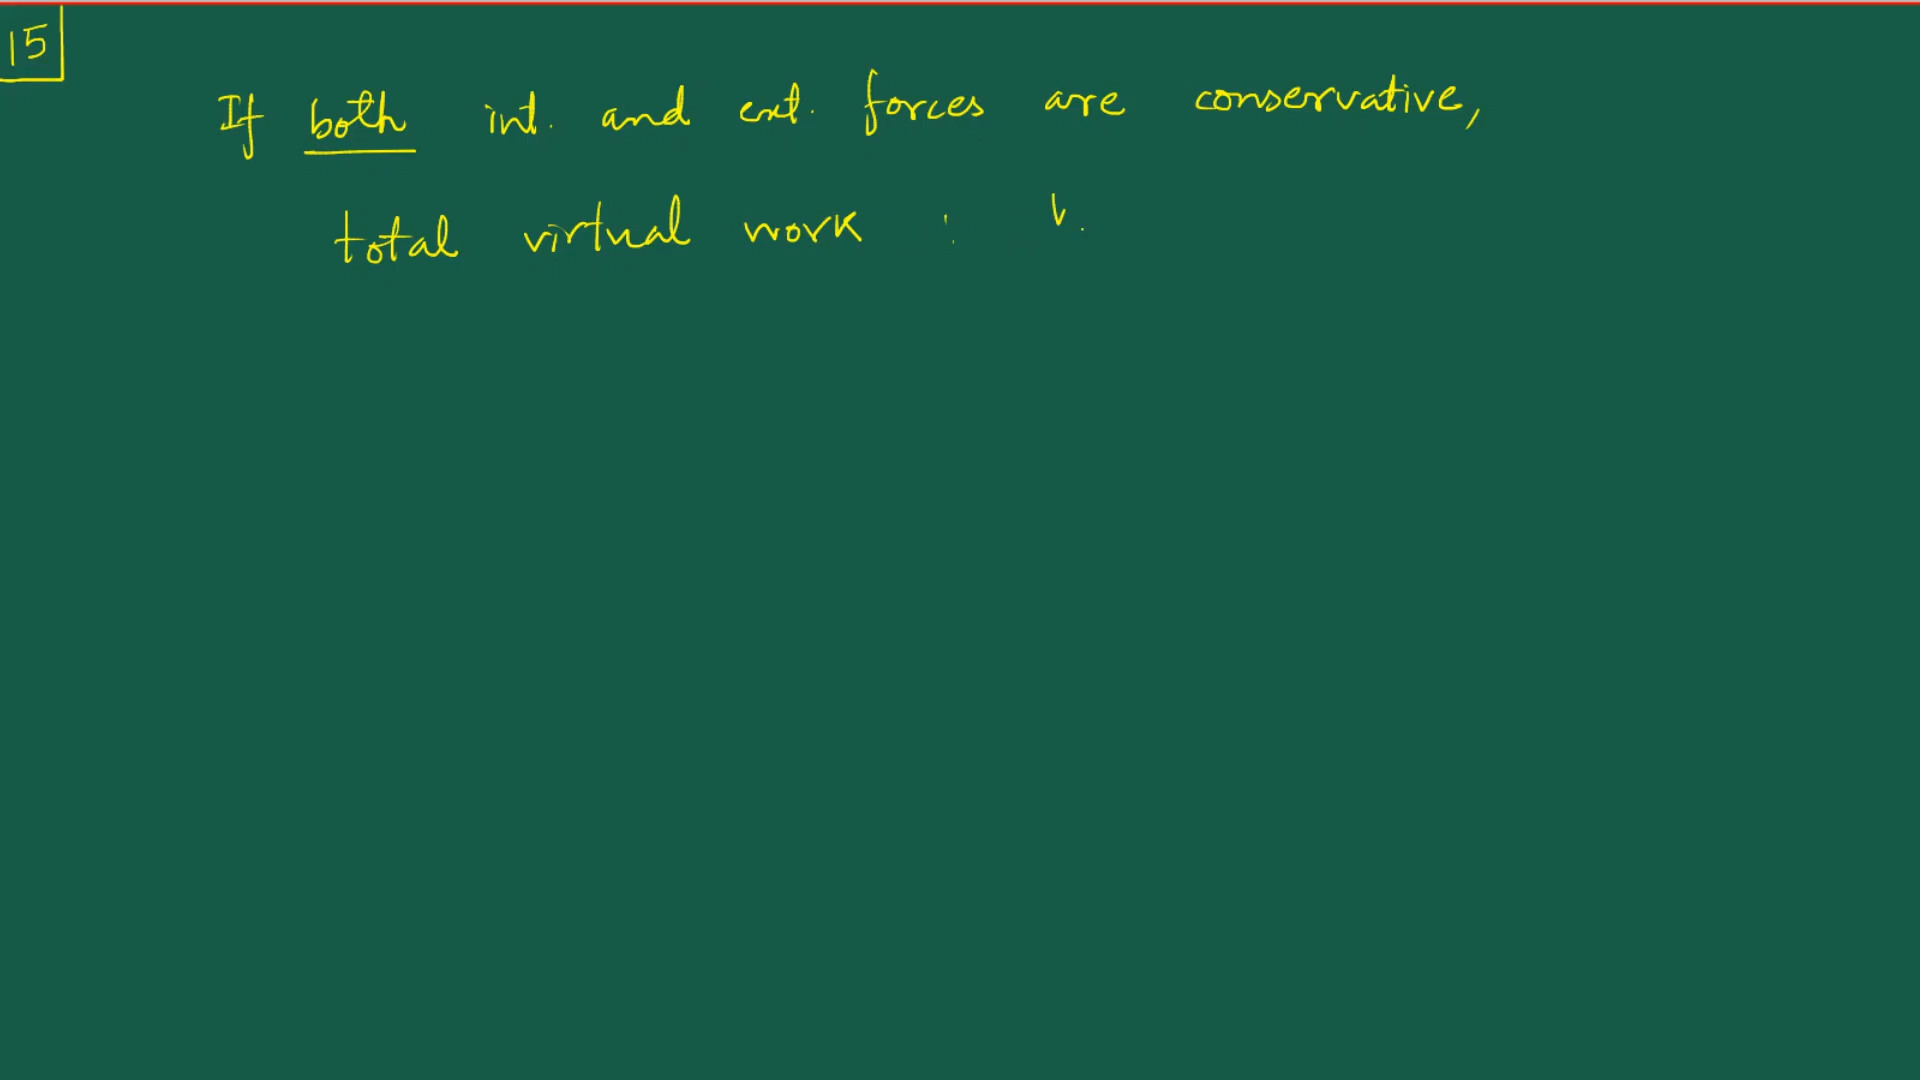 15
If both int. and ext. forces are conservative,
total virtual work :